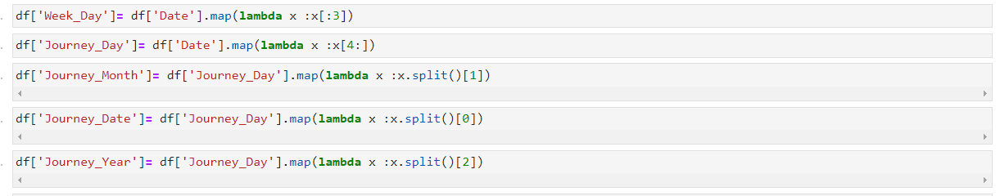 df['Week_Day']= df['Date'].map(lambda x :x[:3])
df['Journey_Day']= df['Date'].map(lambda x :x[4:])
df['Journey_Month']= df['Journey_Day'].map(lambda x :x.split()[1])
df['Journey_Date']= df['Journey_Day'].map(lambda x :x.split()[0])
df['Journey_Year']= df['Journey_Day'].map(lambda x :x.split()[2])